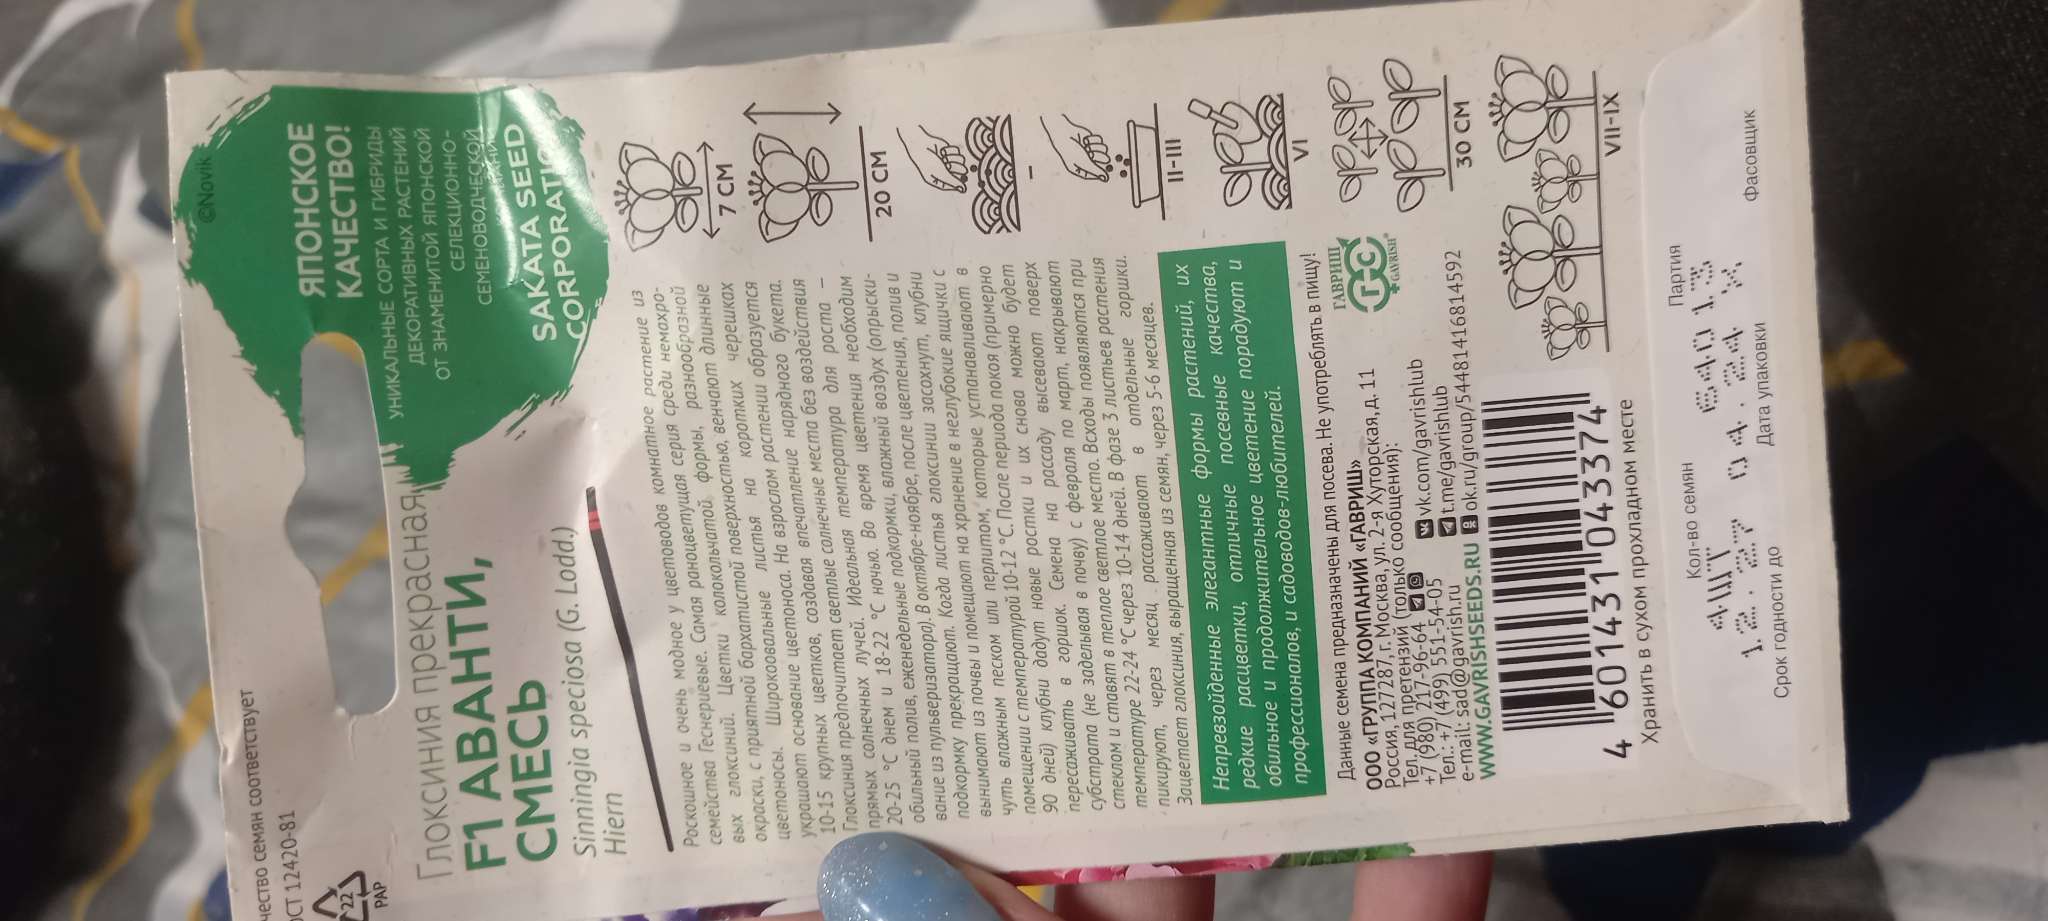 ©Novik
ЯПОНСКОЕ
КАЧЕСТВО!
УНИКАЛЬНЫЕ СОРТА И ГИБРИДЫ
ДЕКОРАТИВНЫХ РАСТЕНИЙ
ОТ ЗНАМЕНИТОЙ ЯПОНСКОЙ
СЕЛЕКЦИОННО-
СЕМЕНОВОДЧЕСКОЙ
SAKATA SEED
CORPORATIO
чество семян соответствует
ОСТ 12420-81
22
PAP
Глоксиния прекрасная
F1 АВАНТИ,
СМЕСЬ
Sinningia speciosa (G. Lodd.)
Hiern
Роскошное и очень модное у цветоводов комнатное растение из
семейства Геснериевые. Самая раноцветущая серия среди немахро-
вых глоксиний. Цветки колокольчатой формы, разнообразной
окраски, с приятной бархатистой поверхностью, венчают длинные
цветоносы. Широкоовальные листья на коротких черешках
украшают основание цветоноса. На взрослом растении образуется
10-15 крупных цветков, создавая впечатление нарядного букета.
Глоксиния предпочитает светлые солнечные места без воздействия
прямых солнечных лучей. Идеальная температура для роста –
20-25 °С днем и 18-22 °С ночью. Во время цветения необходим
обильный полив, еженедельные подкормки, влажный воздух (опрыски-
вание из пульверизатора). В октябре-ноябре, после цветения, полив и
подкормку прекращают. Когда листья глоксинии засохнут, клубни
вынимают из почвы и помещают на хранение в неглубокие ящички с
чуть влажным песком или перлитом, которые устанавливают в
помещении с температурой 10-12 °С. После периода покоя (примерно
90 дней) клубни дадут новые ростки и их снова можно будет
пересаживать в горшок. Семена на рассаду высевают поверх
субстрата (не заделывая в почву) с февраля по март, накрывают
стеклом и ставят в теплое светлое место. Всходы появляются при
температуре 22-24 °С через 10-14 дней. В фазе 3 листьев растения
пикируют, через месяц рассаживают в отдельные горшки.
Зацветает глоксиния, выращенная из семян, через 5-6 месяцев.
Непревзойденные элегантные формы растений, их
редкие расцветки, отличные посевные качества,
обильное и продолжительное цветение порадуют и
профессионалов, и садоводов-любителей.
7 СМ
20 СМ
–
II-III
VI
30 СМ
VII-IX
Данные семена предназначены для посева. Не употреблять в пищу!
ООО «ГРУППА КОМПАНИЙ «ГАВРИШ»
Россия, 127287, г. Москва, ул. 2-я Хуторская, д. 11
Тел. для претензий (только сообщения):
+7 (980) 217-96-64
Тел.: +7 (499) 551-54-05
e-mail: sad@gavrish.ru
WWW.GAVRISHSEEDS.RU
vk.com/gavrishlub
t.me/gavrishlub
ok.ru/group/54481416814592
ГАВРИШ
Г-С
GAVRISH®
4 601431 043374
Хранить в сухом прохладном месте
Кол-во семян
Партия
4ШТ
64013
12.27
04.24
Срок годности до
Дата упаковки
Фасовщик